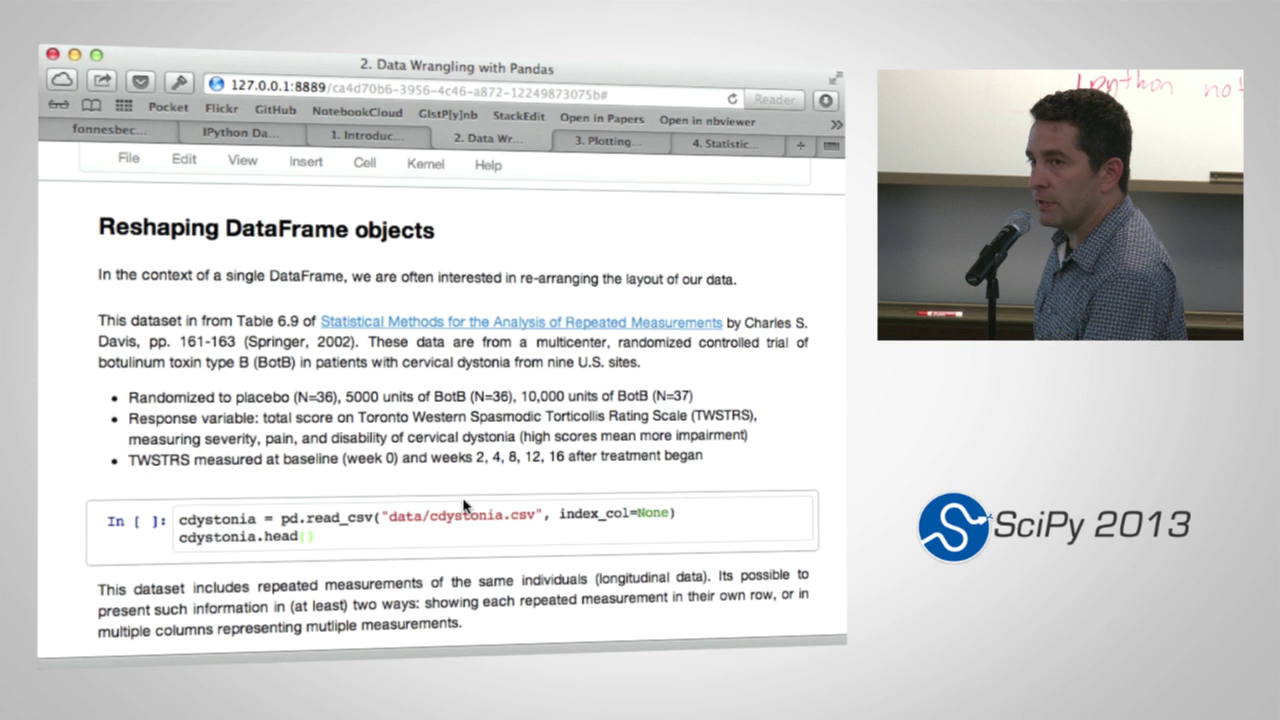 2. Data Wrangling with Pandas
127.0.0.1:8889/ca4d70b6-3956-4c46-a872-12249873075b#
Reader
Pocket Flickr GitHub NotebookCloud GIstP[y]nb StackEdit Open in Papers Open in nbviewer
fonnesbec... IPython Da... 1. Introduc... 2. Data Wr... 3. Plotting... 4. Statistic...
File Edit View Insert Cell Kernel Help
Reshaping DataFrame objects
In the context of a single DataFrame, we are often interested in re-arranging the layout of our data.
This dataset in from Table 6.9 of Statistical Methods for the Analysis of Repeated Measurements by Charles S.
Davis, pp. 161-163 (Springer, 2002). These data are from a multicenter, randomized controlled trial of
botulinum toxin type B (BotB) in patients with cervical dystonia from nine U.S. sites.
• Randomized to placebo (N=36), 5000 units of BotB (N=36), 10,000 units of BotB (N=37)
• Response variable: total score on Toronto Western Spasmodic Torticollis Rating Scale (TWSTRS),
measuring severity, pain, and disability of cervical dystonia (high scores mean more impairment)
• TWSTRS measured at baseline (week 0) and weeks 2, 4, 8, 12, 16 after treatment began
In [ ]: cdystonia = pd.read_csv("data/cdystonia.csv", index_col=None)
cdystonia.head()
This dataset includes repeated measurements of the same individuals (longitudinal data). Its possible to
present such information in (at least) two ways: showing each repeated measurement in their own row, or in
multiple columns representing mutliple measurements.
Ipython not
SciPy 2013